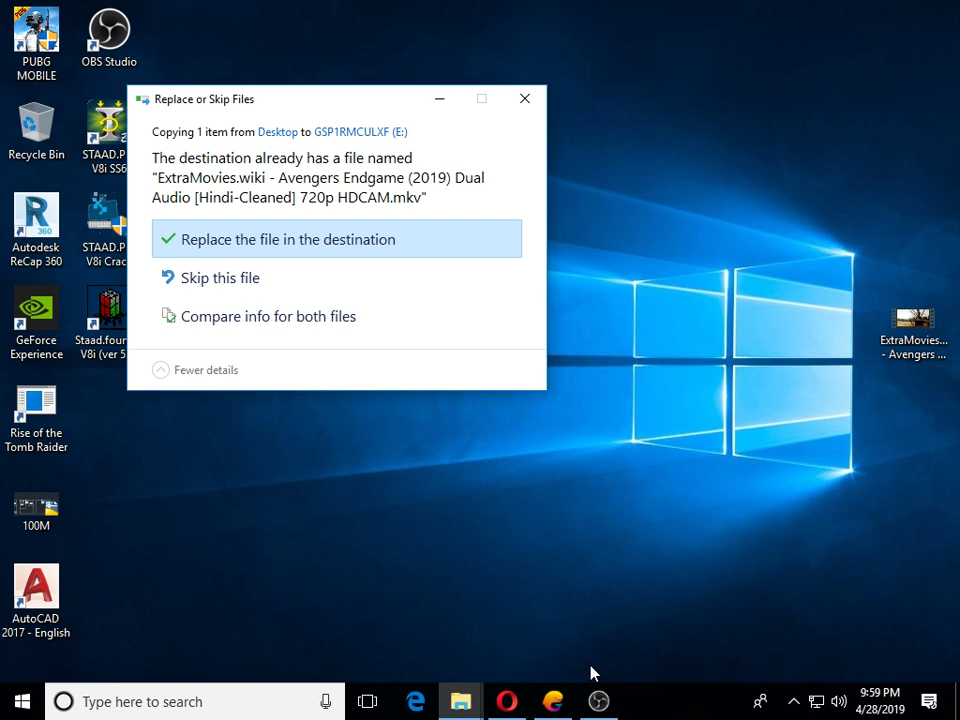 PUBG
MOBILE
OBS Studio
Recycle Bin
STAAD.P
V8i SS6
R
360
Autodesk
ReCap 360
STAAD.P
V8i Crac
GeForce
Experience
Staad.foun
V8i (ver 5
Rise of the
Tomb Raider
100M
AutoCAD
2017 - English
Replace or Skip Files
Copying 1 item from Desktop to GSP1RMCULXF (E:)
The destination already has a file named
"ExtraMovies.wiki - Avengers Endgame (2019) Dual
Audio [Hindi-Cleaned] 720p HDCAM.mkv"
Replace the file in the destination
Skip this file
Compare info for both files
Fewer details
ExtraMovies...
- Avengers ...
Type here to search
9:59 PM
4/28/2019